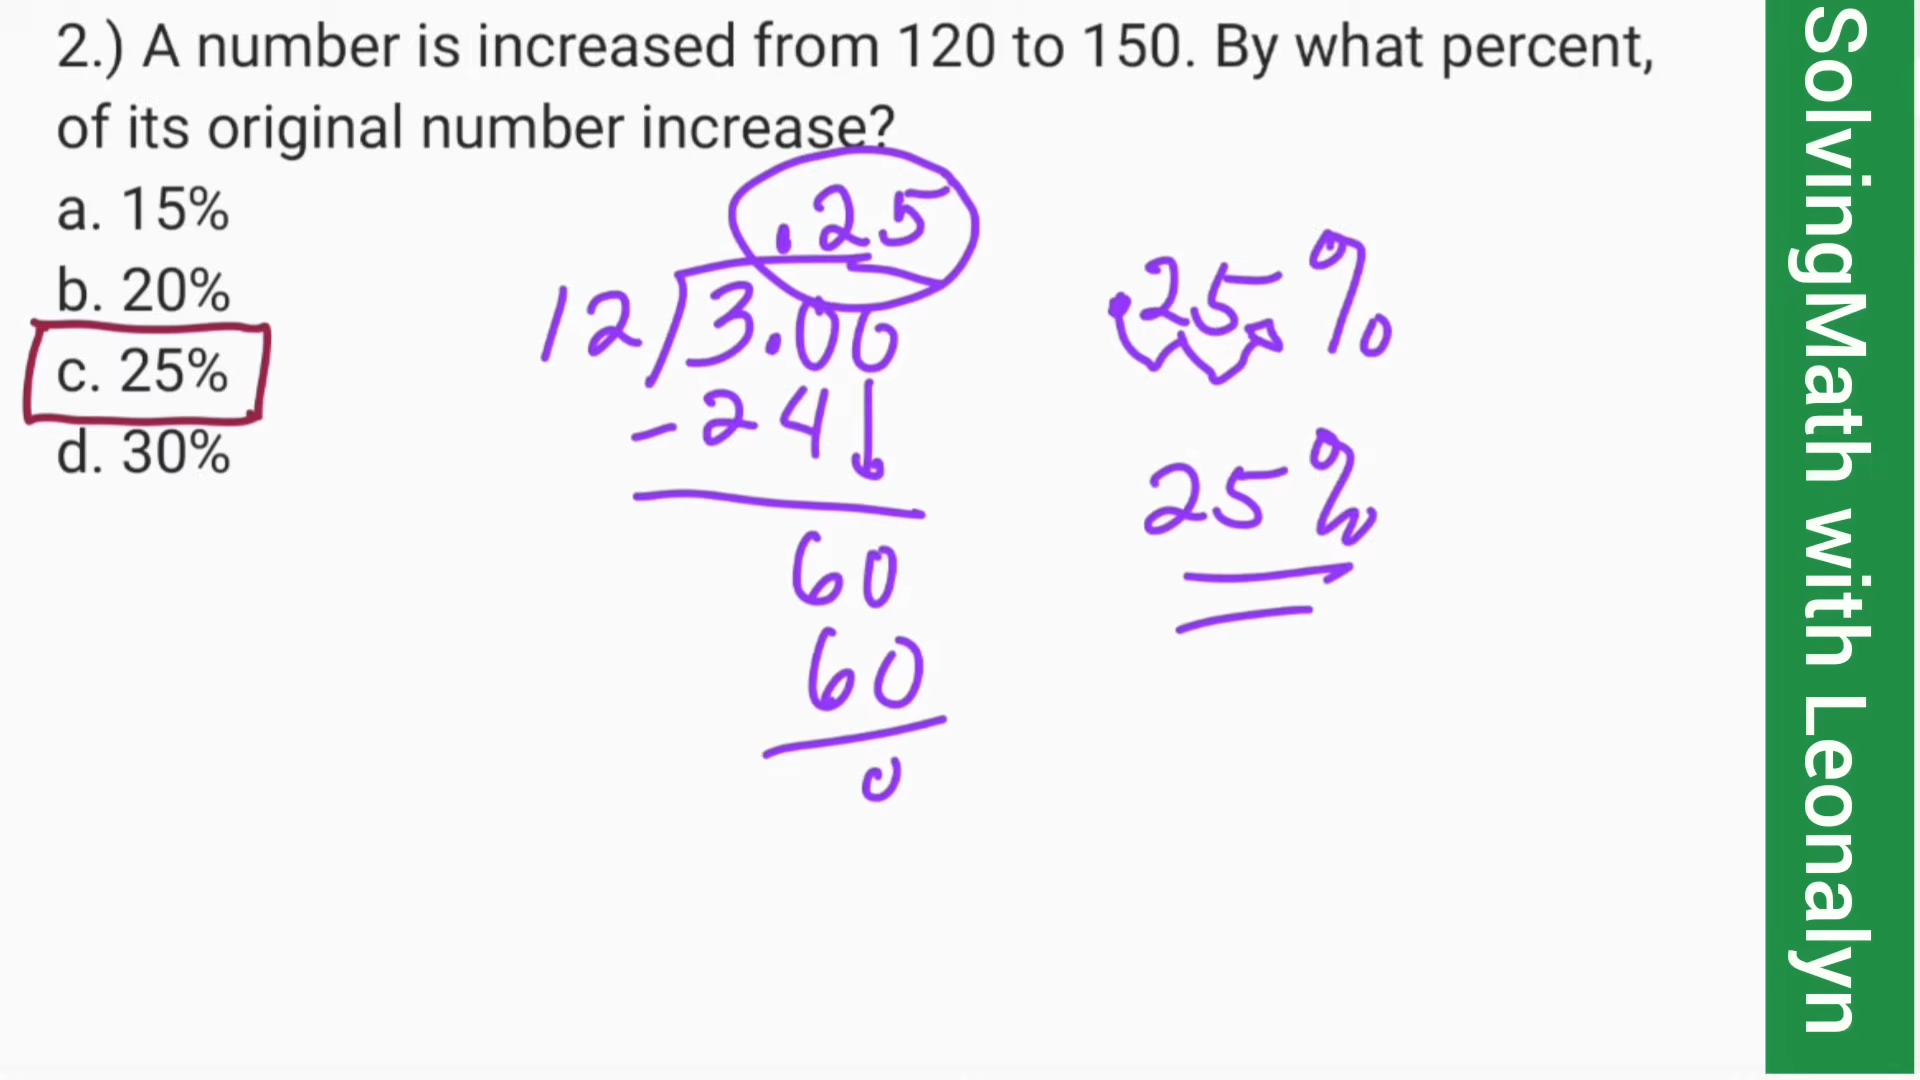 2.) A number is increased from 120 to 150. By what percent,
of its original number increase?
a. 15%
b. 20%
c. 25%
d. 30%
.25
12)3.00
-24
60
60
0
.25.%
25%
SolvingMath with Leonalyn